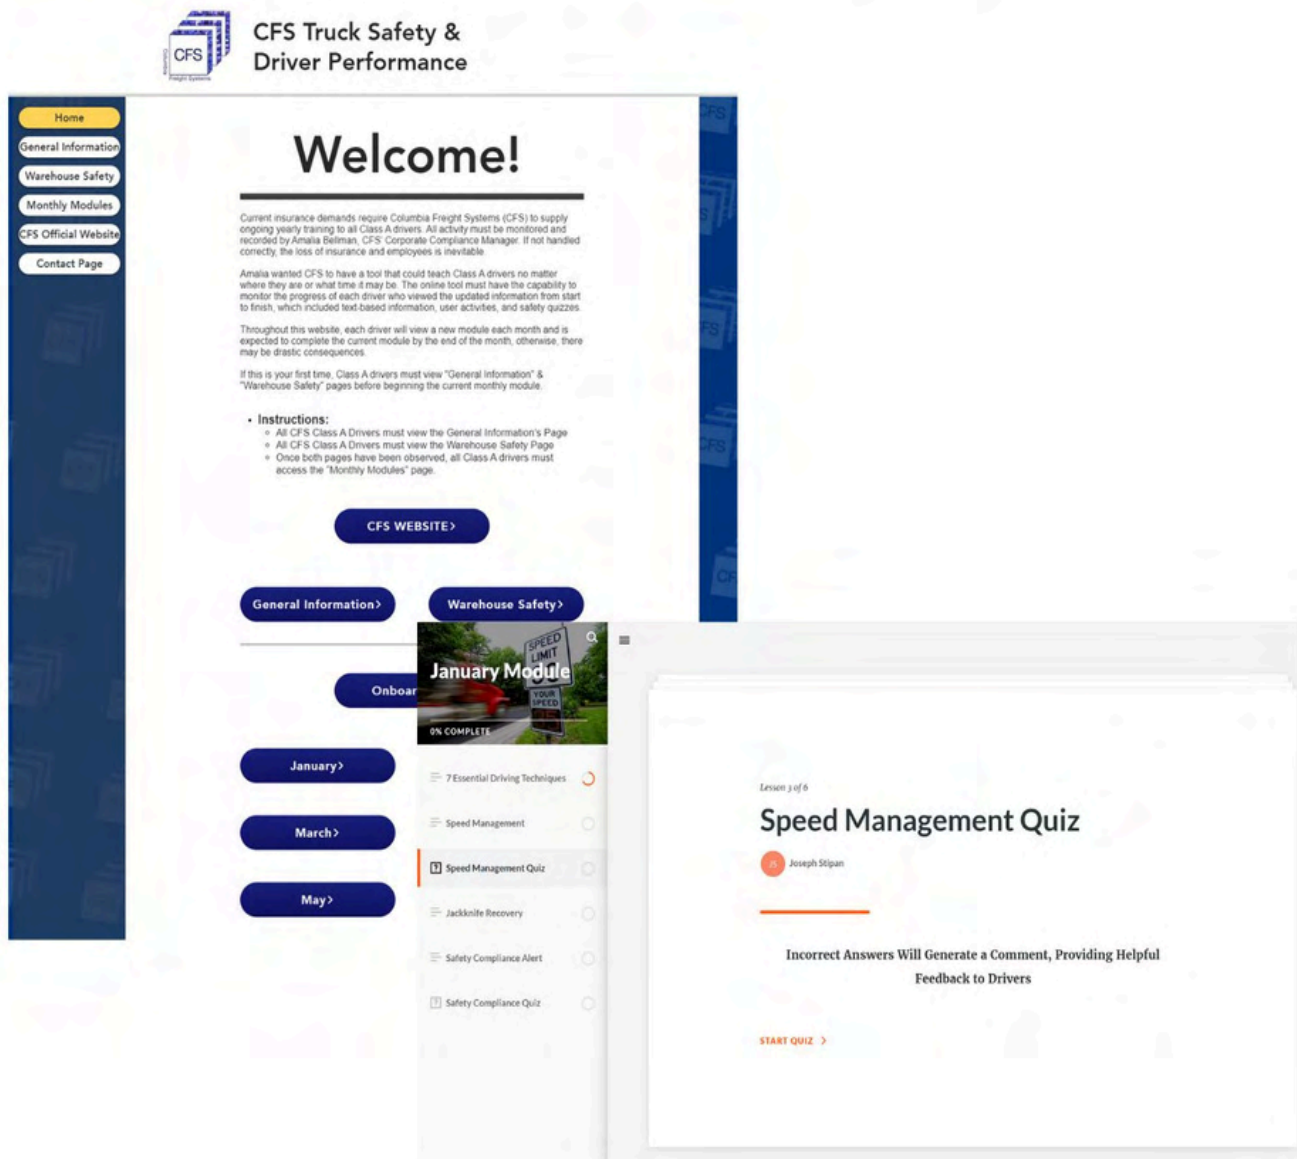 CFS
Columbia
Freight Systems
CFS Truck Safety &
Driver Performance
Home
General Information
Warehouse Safety
Monthly Modules
CFS Official Website
Contact Page
Welcome!
Current insurance demands require Columbia Freight Systems (CFS) to supply
ongoing yearly training to all Class A drivers. All activity must be monitored and
recorded by Amalia Bellman, CFS' Corporate Compliance Manager. If not handled
correctly, the loss of insurance and employees is inevitable.
Amalia wanted CFS to have a tool that could teach Class A drivers no matter
where they are or what time it may be. The online tool must have the capability to
monitor the progress of each driver who viewed the updated information from start
to finish, which included text-based information, user activities, and safety quizzes.
Throughout this website, each driver will view a new module each month and is
expected to complete the current module by the end of the month, otherwise, there
may be drastic consequences.
If this is your first time, Class A drivers must view "General Information" &
"Warehouse Safety" pages before beginning the current monthly module.
• Instructions:
All CFS Class A Drivers must view the General Information's Page
All CFS Class A Drivers must view the Warehouse Safety Page
Once both pages have been observed, all Class A drivers must
access the "Monthly Modules" page.
CFS WEBSITE>
General Information>
Warehouse Safety>
Onboar
January>
March>
May>
SPEED
LIMIT
YOUR
SPEED
January Module
0% COMPLETE
7 Essential Driving Techniques
Speed Management
Speed Management Quiz
Jackknife Recovery
Safety Compliance Alert
Safety Compliance Quiz
Lesson 3 of 6
Speed Management Quiz
JS Joseph Stipan
Incorrect Answers Will Generate a Comment, Providing Helpful
Feedback to Drivers
START QUIZ >